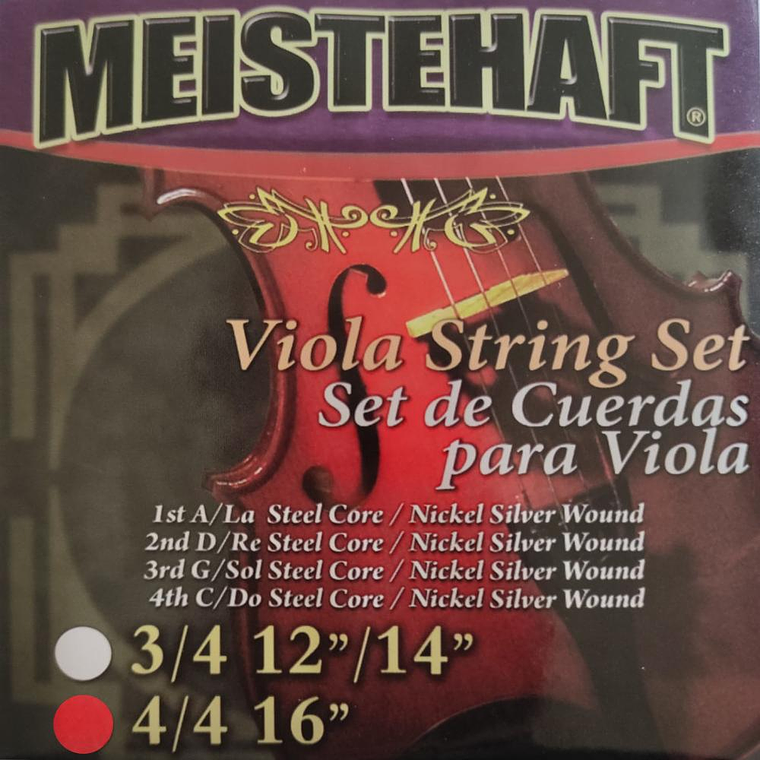 MEISTEHAFT®
Viola String Set
Set de Cuerdas
para Viola
1st A/La Steel Core / Nickel Silver Wound
2nd D/Re Steel Core / Nickel Silver Wound
3rd G/Sol Steel Core / Nickel Silver Wound
4th C/Do Steel Core / Nickel Silver Wound
3/4 12”/14”
4/4 16”